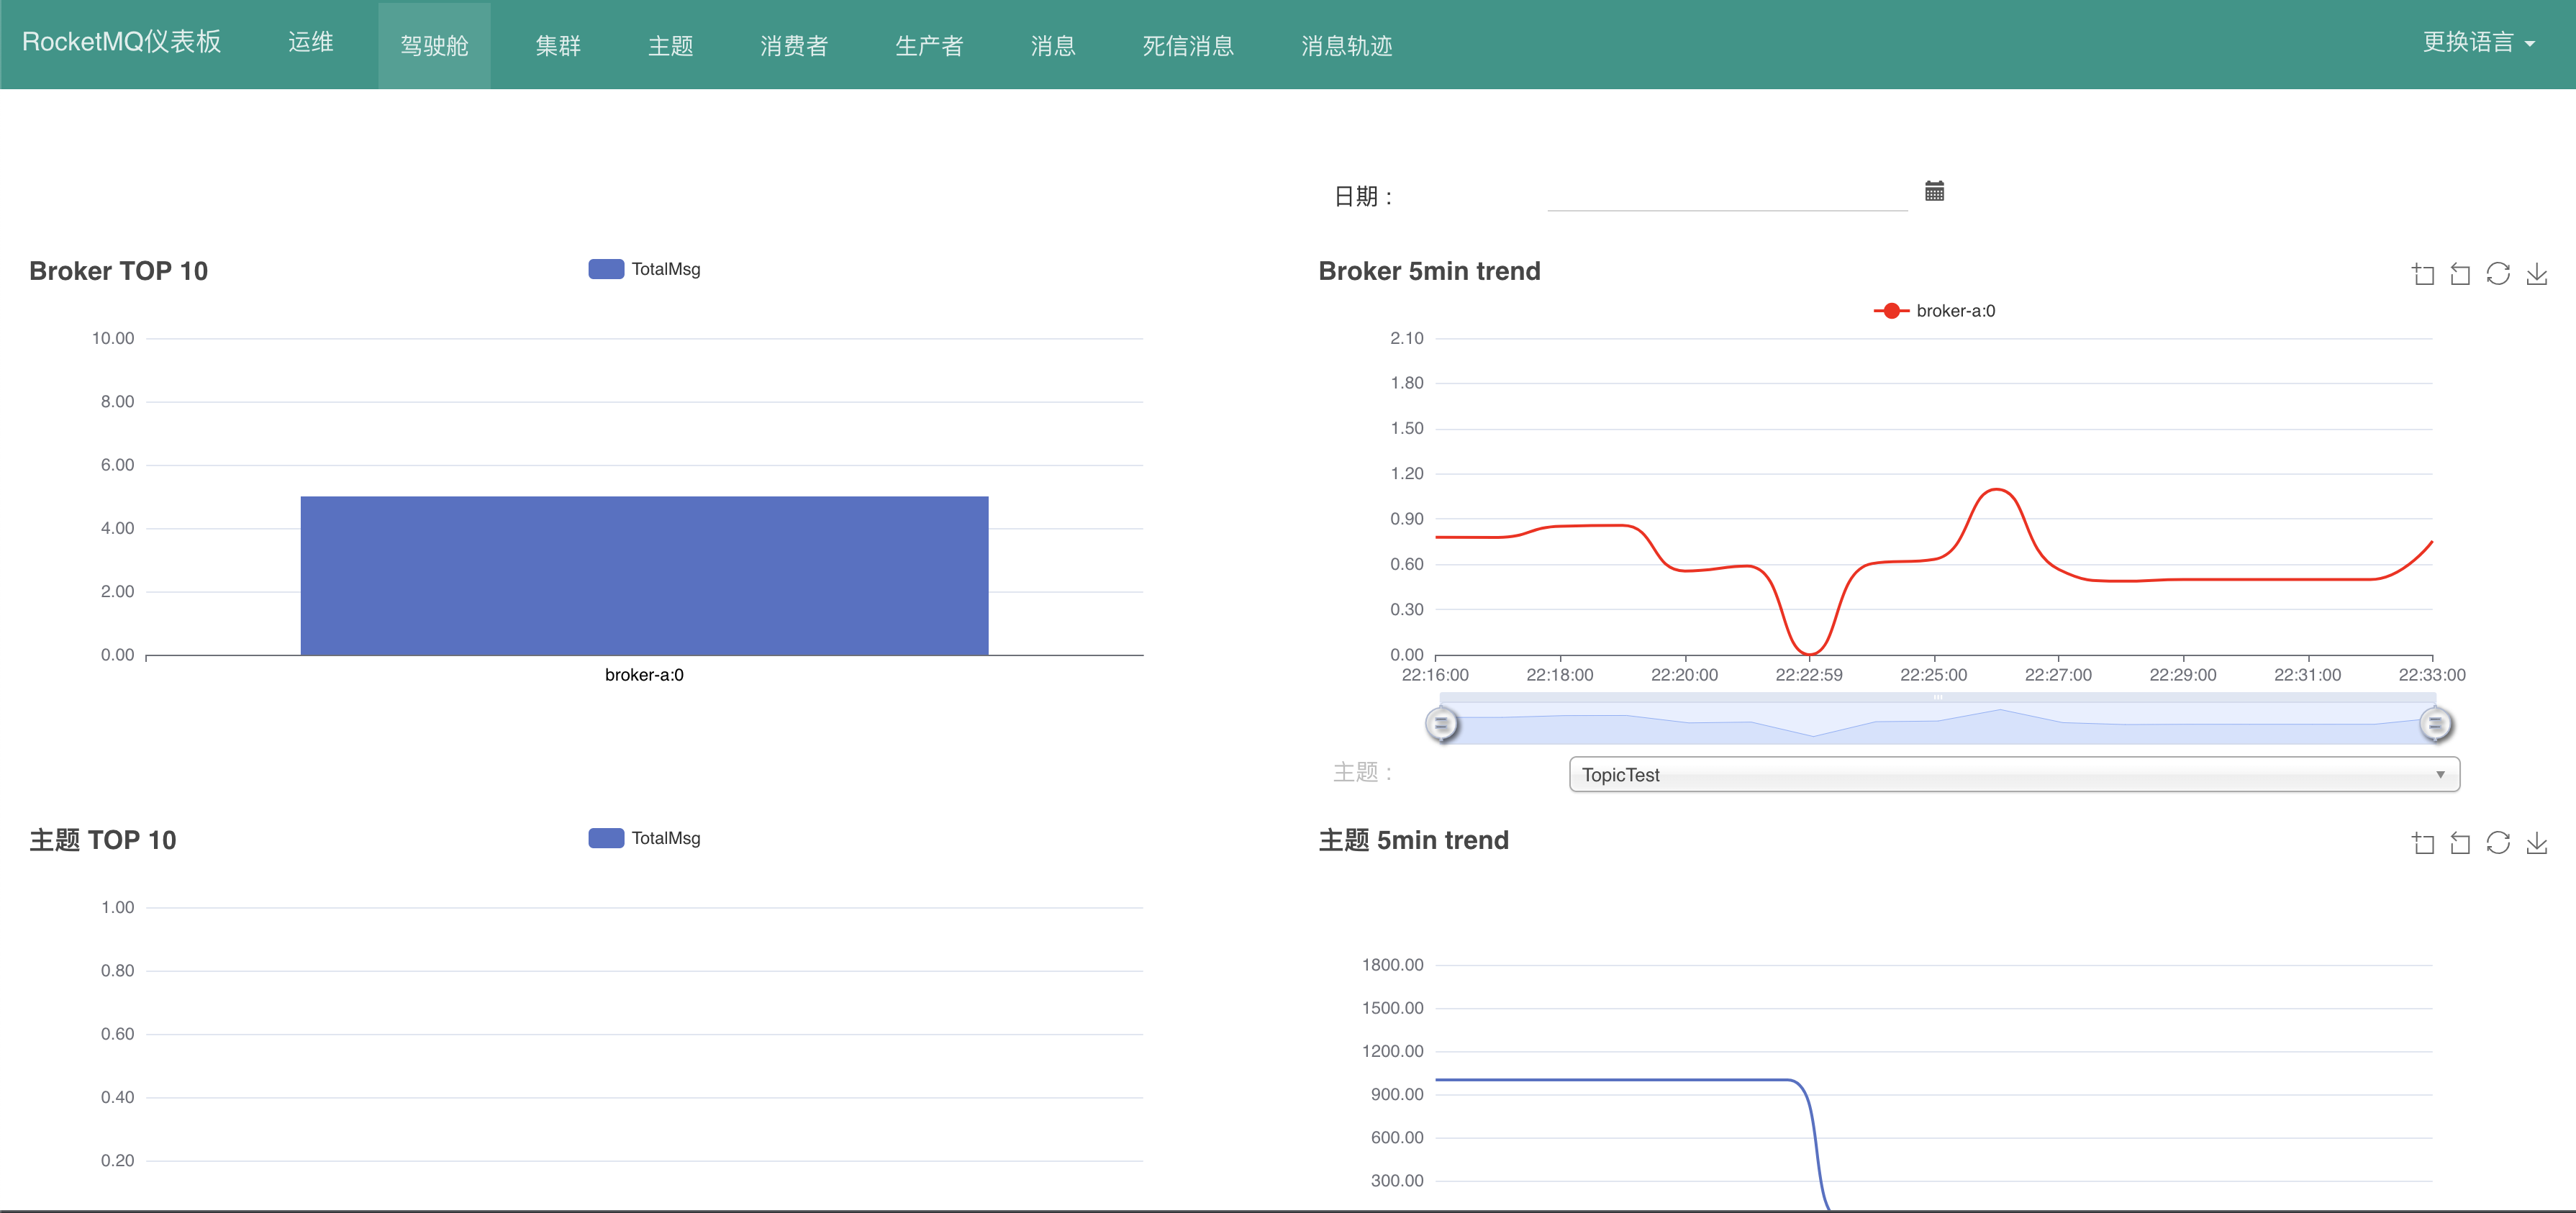 RocketMQ仪表板 运维 驾驶舱 集群 主题 消费者 生产者 消息 死信消息 消息轨迹 更换语言
日期：
Broker TOP 10
TotalMsg
10.00
8.00
6.00
4.00
2.00
0.00
broker-a:0
Broker 5min trend
broker-a:0
2.10
1.80
1.50
1.20
0.90
0.60
0.30
0.00
22:16:00 22:18:00 22:20:00 22:22:59 22:25:00 22:27:00 22:29:00 22:31:00 22:33:00
主题： TopicTest
主题 TOP 10
TotalMsg
1.00
0.80
0.60
0.40
0.20
主题 5min trend
1800.00
1500.00
1200.00
900.00
600.00
300.00